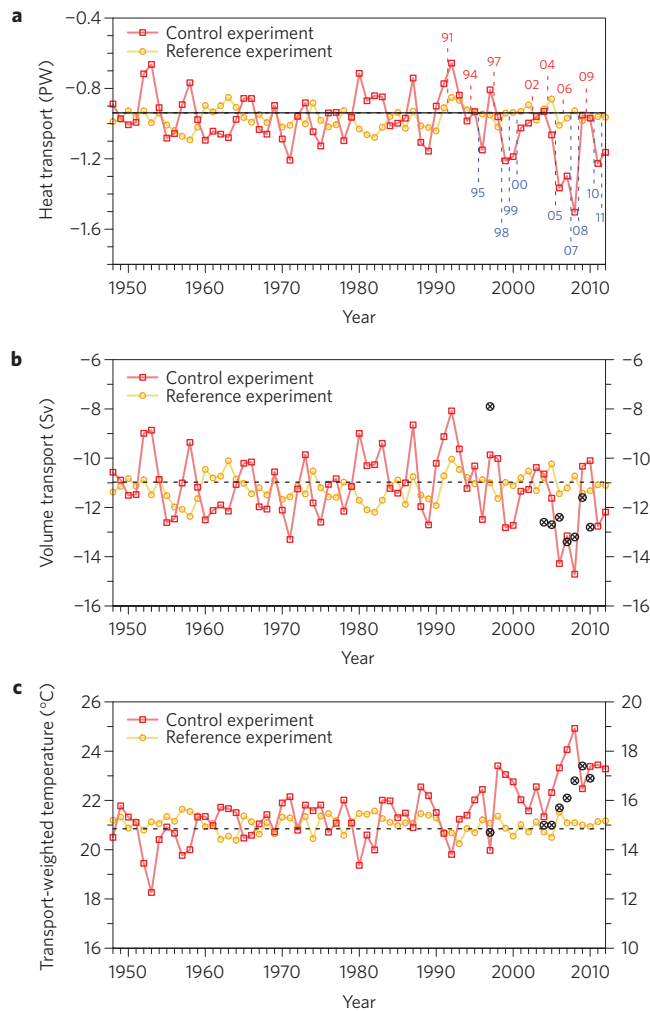 a
−0.4
Control experiment
Reference experiment
91
94
97
02
04
06
09
−0.8
−1.2
−1.6
95
98
99
00
05
07
08
10
11
Heat transport (PW)
1950 1960 1970 1980 1990 2000 2010
Year
b
−6 −6
Control experiment
Reference experiment
−8 −8
−10 −10
−12 −12
−14 −14
−16 −16
Volume transport (Sv)
1950 1960 1970 1980 1990 2000 2010
Year
c
26 20
Control experiment
Reference experiment
24 18
22 16
20 14
18 12
16 10
Transport-weighted temperature (°C)
1950 1960 1970 1980 1990 2000 2010
Year